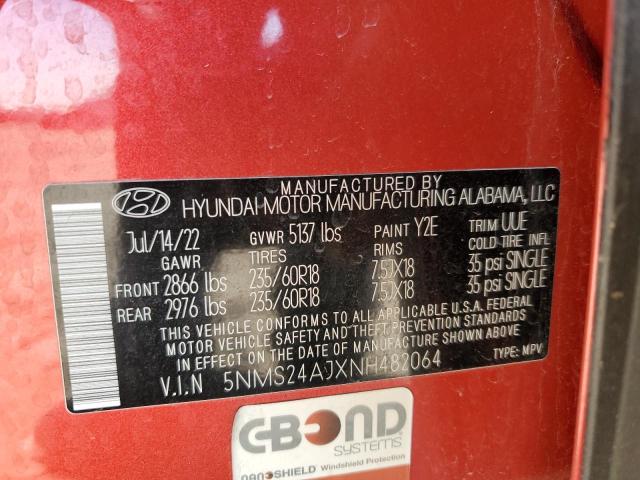 MANUFACTURED BY
HYUNDAI MOTOR MANUFACTURING ALABAMA, LLC
Jul/14/22 GVWR 5137 lbs PAINT Y2E TRIM UUE
GAWR TIRES RIMS COLD TIRE INFL
FRONT 2866 lbs 235/60R18 7.5JX18 35 psi SINGLE
REAR 2976 lbs 235/60R18 7.5JX18 35 psi SINGLE
THIS VEHICLE CONFORMS TO ALL APPLICABLE U.S.A. FEDERAL
MOTOR VEHICLE SAFETY AND THEFT PREVENTION STANDARDS
IN EFFECT ON THE DATE OF MANUFACTURE SHOWN ABOVE.
V.I.N 5NMS24AJXNH482064 TYPE: MPV
C-BOND
SYSTEMS
NANOSHIELD Windshield Protection